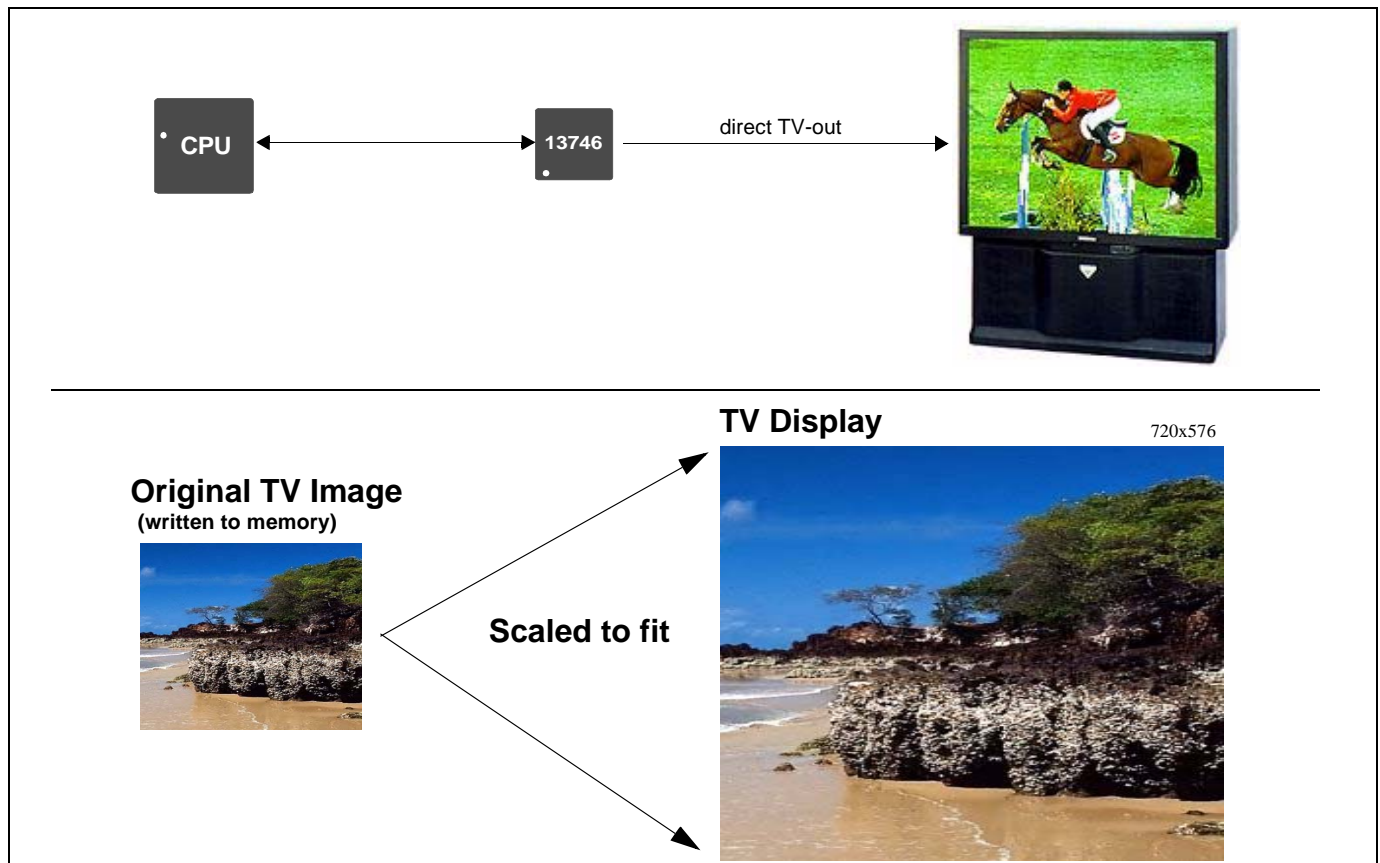 CPU
13746
direct TV-out
TV Display
720x576
Original TV Image
(written to memory)
Scaled to fit